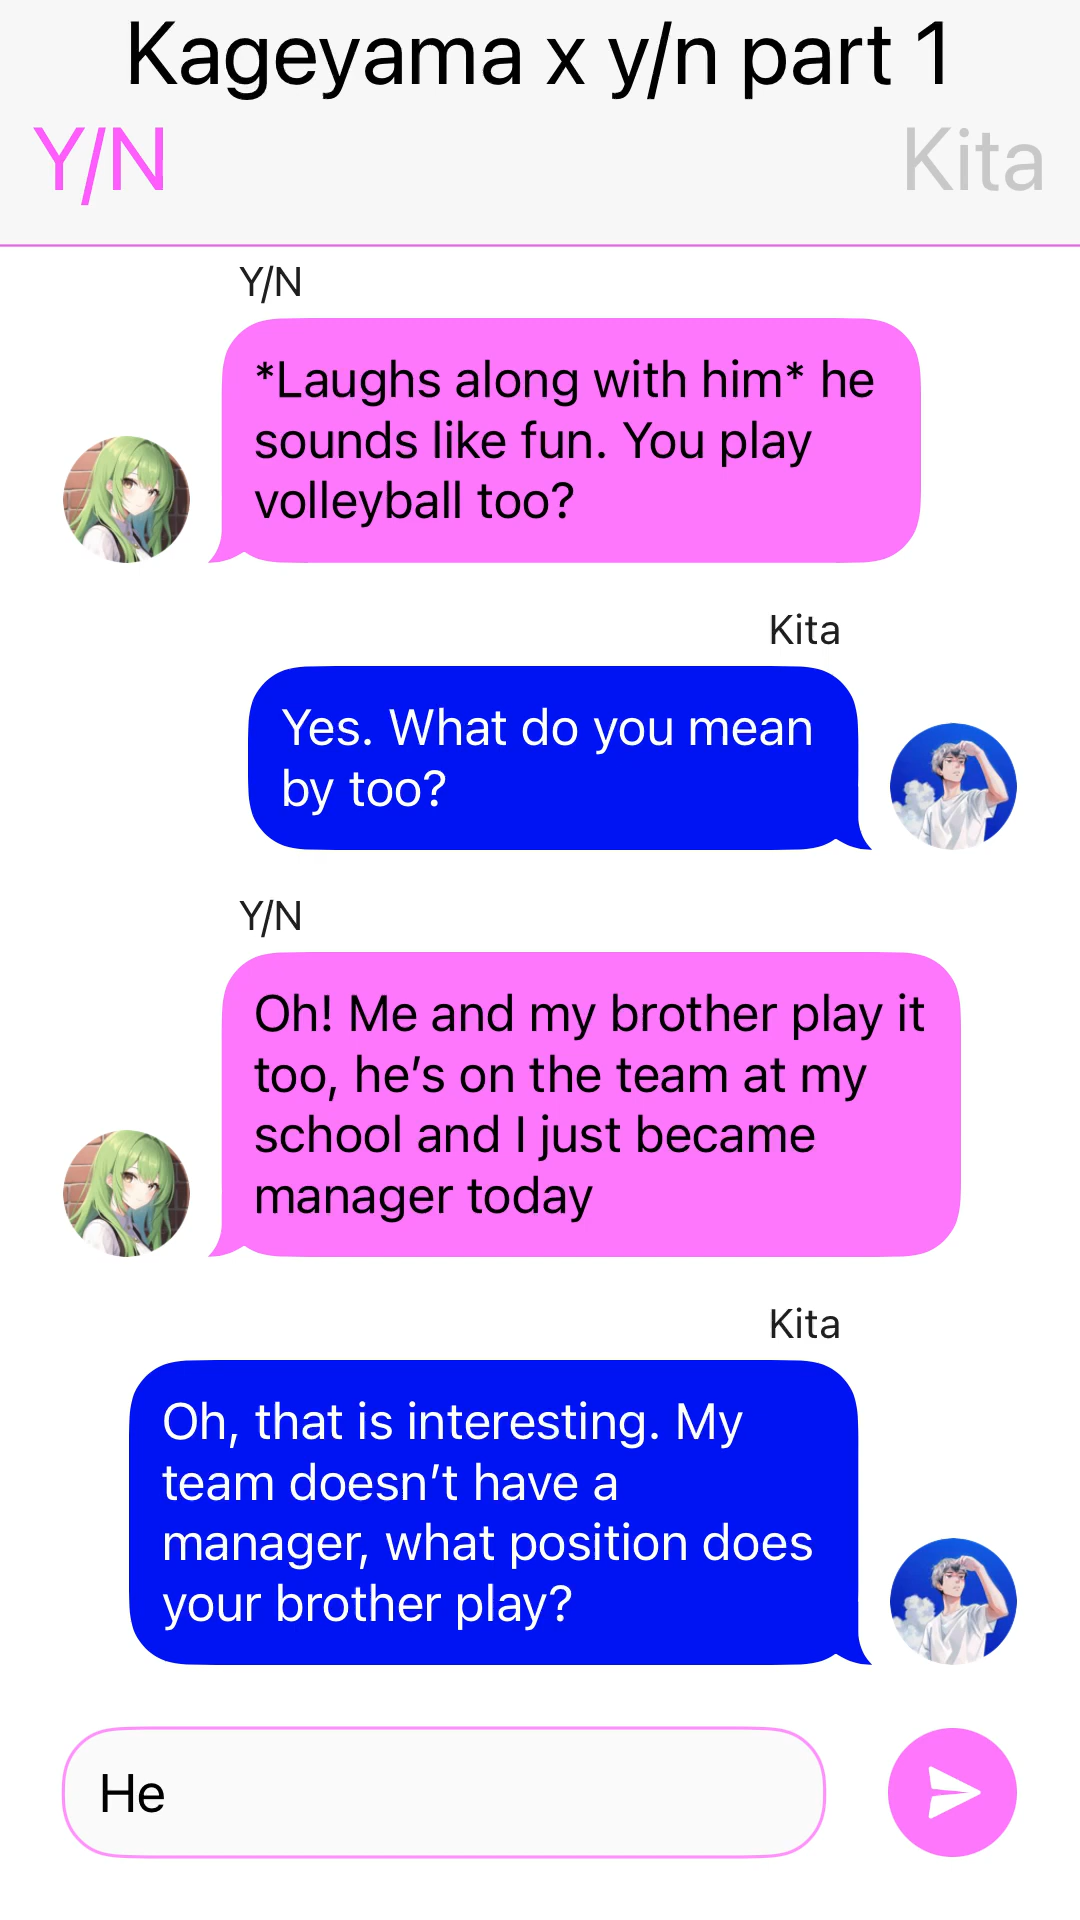 Kageyama x y/n part 1
Y/N Kita
Y/N
*Laughs along with him* he
sounds like fun. You play
volleyball too?
Kita
Yes. What do you mean
by too?
Y/N
Oh! Me and my brother play it
too, he’s on the team at my
school and I just became
manager today
Kita
Oh, that is interesting. My
team doesn’t have a
manager, what position does
your brother play?
He